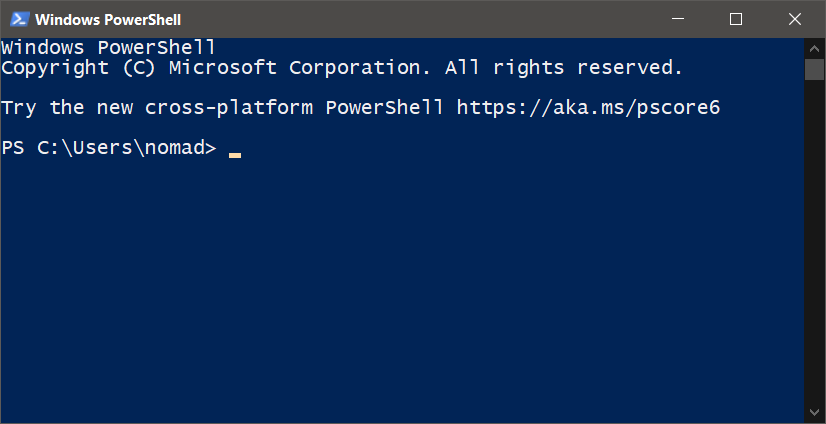 Windows PowerShell
Windows PowerShell
Copyright (C) Microsoft Corporation. All rights reserved.
Try the new cross-platform PowerShell https://aka.ms/pscore6
PS C:\Users\nomad>